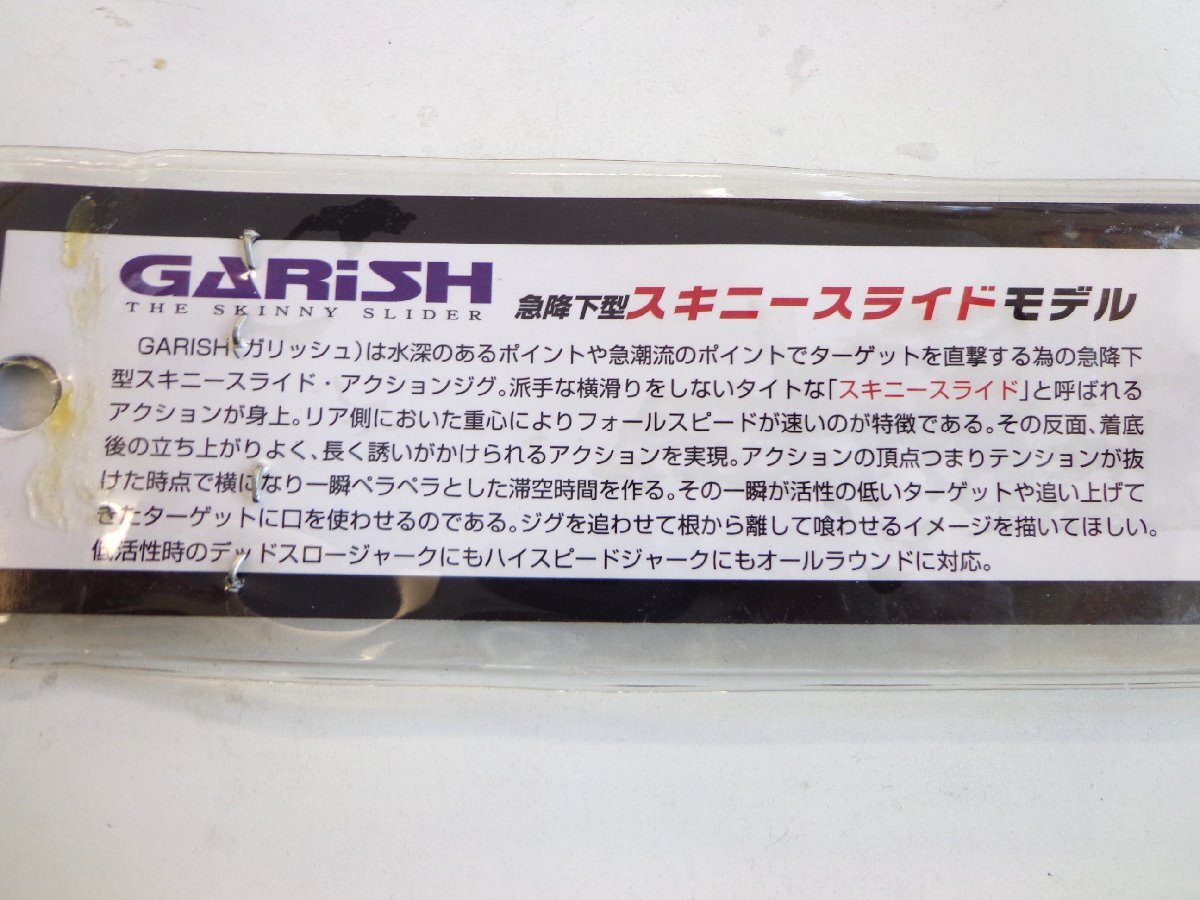 GARiSH
THE SKINNY SLIDER
急降下型スキニースライドモデル
GARISH(ガリッシュ)は水深のあるポイントや急潮流のポイントでターゲットを直撃する為の急降下
型スキニースライド・アクションジグ。派手な横滑りをしないタイトな「スキニースライド」と呼ばれる
アクションが身上。リア側においた重心によりフォールスピードが速いのが特徴である。その反面、着底
後の立ち上がりよく、長く誘いがかけられるアクションを実現。アクションの頂点つまりテンションが抜
けた時点で横になり一瞬ペラペラとした滞空時間を作る。その一瞬が活性の低いターゲットや追い上げて
きたターゲットに口を使わせるのである。ジグを追わせて根から離して喰わせるイメージを描いてほしい。
低活性時のデッドスロージャークにもハイスピードジャークにもオールラウンドに対応。